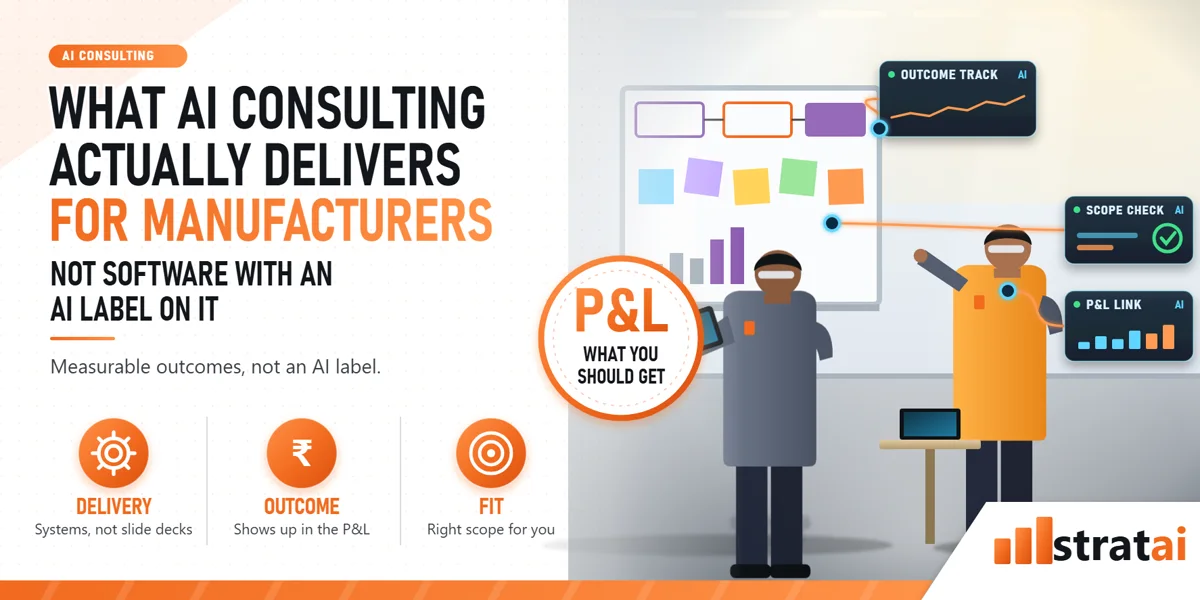 AI CONSULTING
WHAT AI CONSULTING
ACTUALLY DELIVERS
FOR MANUFACTURERS
NOT SOFTWARE WITH AN
AI LABEL ON IT
Measurable outcomes, not an AI label.
DELIVERY
Systems, not slide decks
₹
OUTCOME
Shows up in the P&L
FIT
Right scope for you
P&L
WHAT YOU
SHOULD GET
OUTCOME TRACK AI
SCOPE CHECK AI
P&L LINK AI
stratai